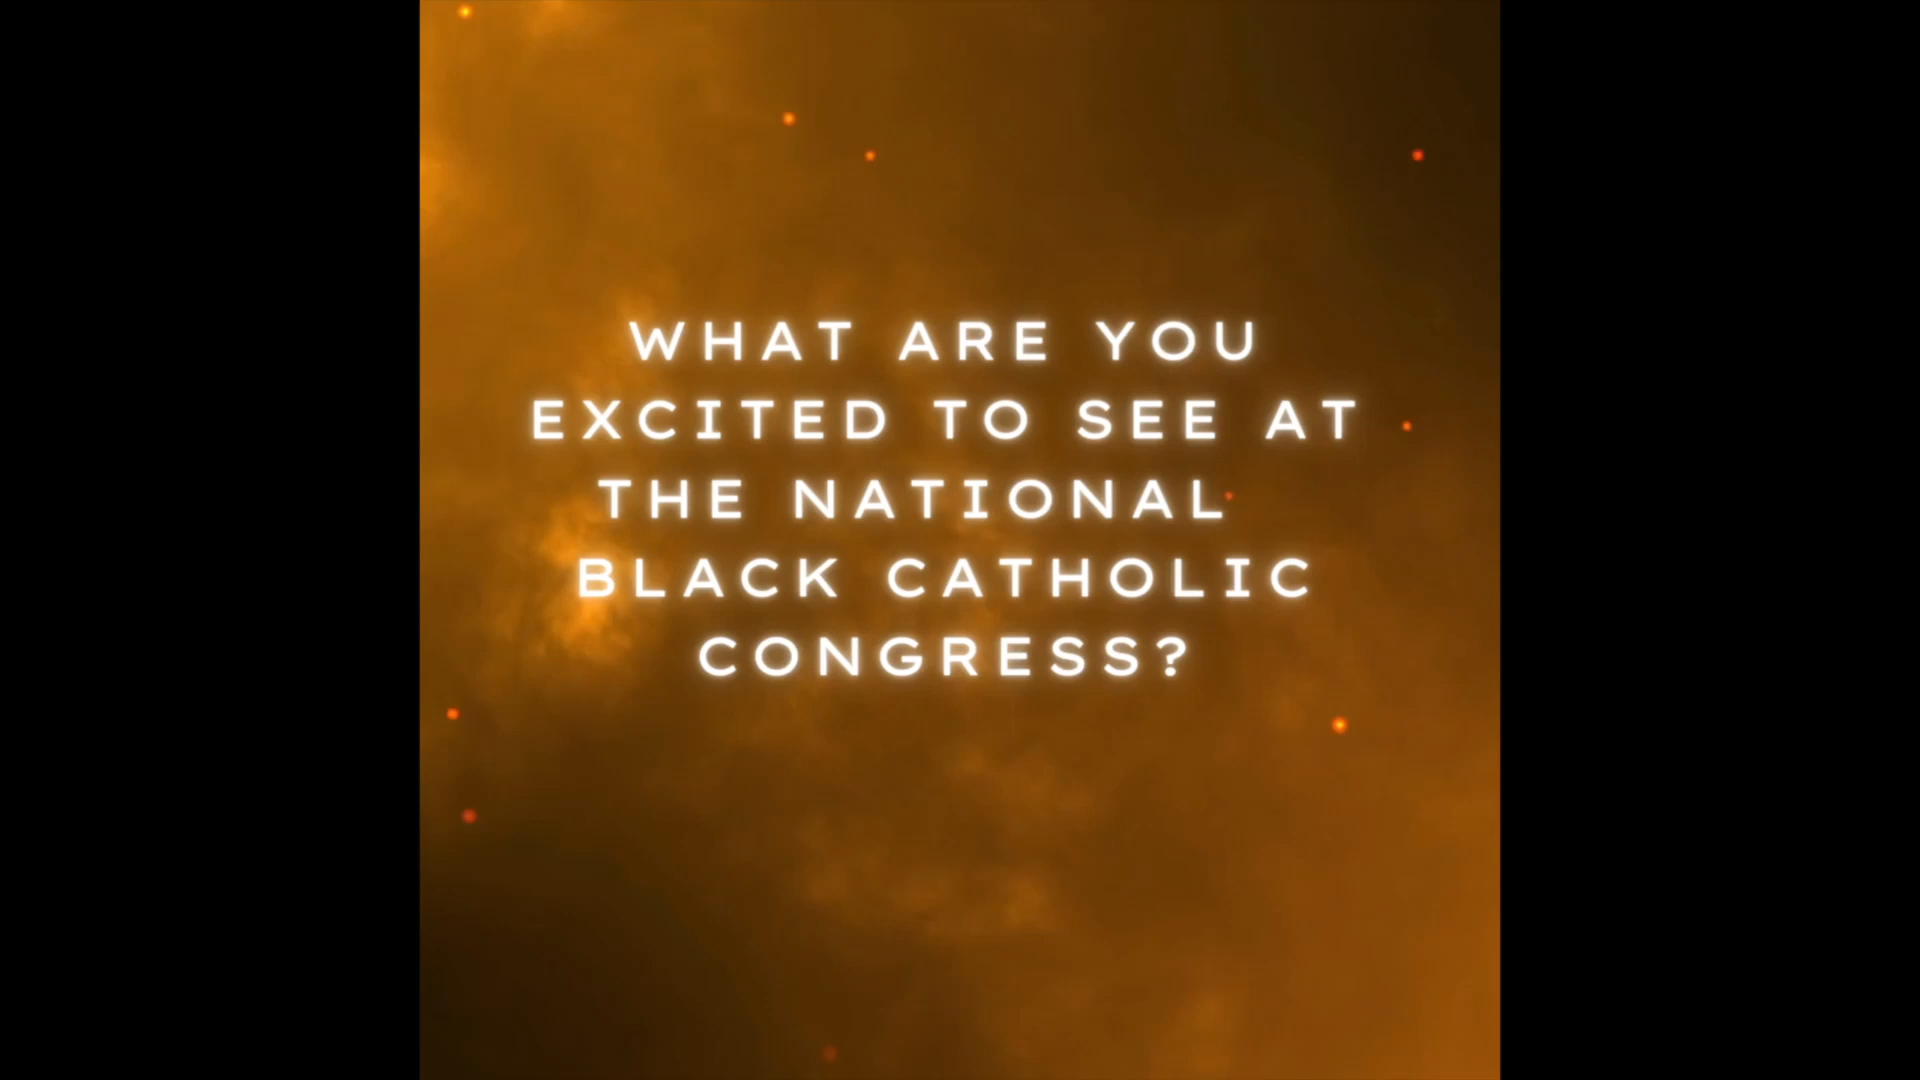 WHAT ARE YOU
EXCITED TO SEE AT
THE NATIONAL
BLACK CATHOLIC
CONGRESS?